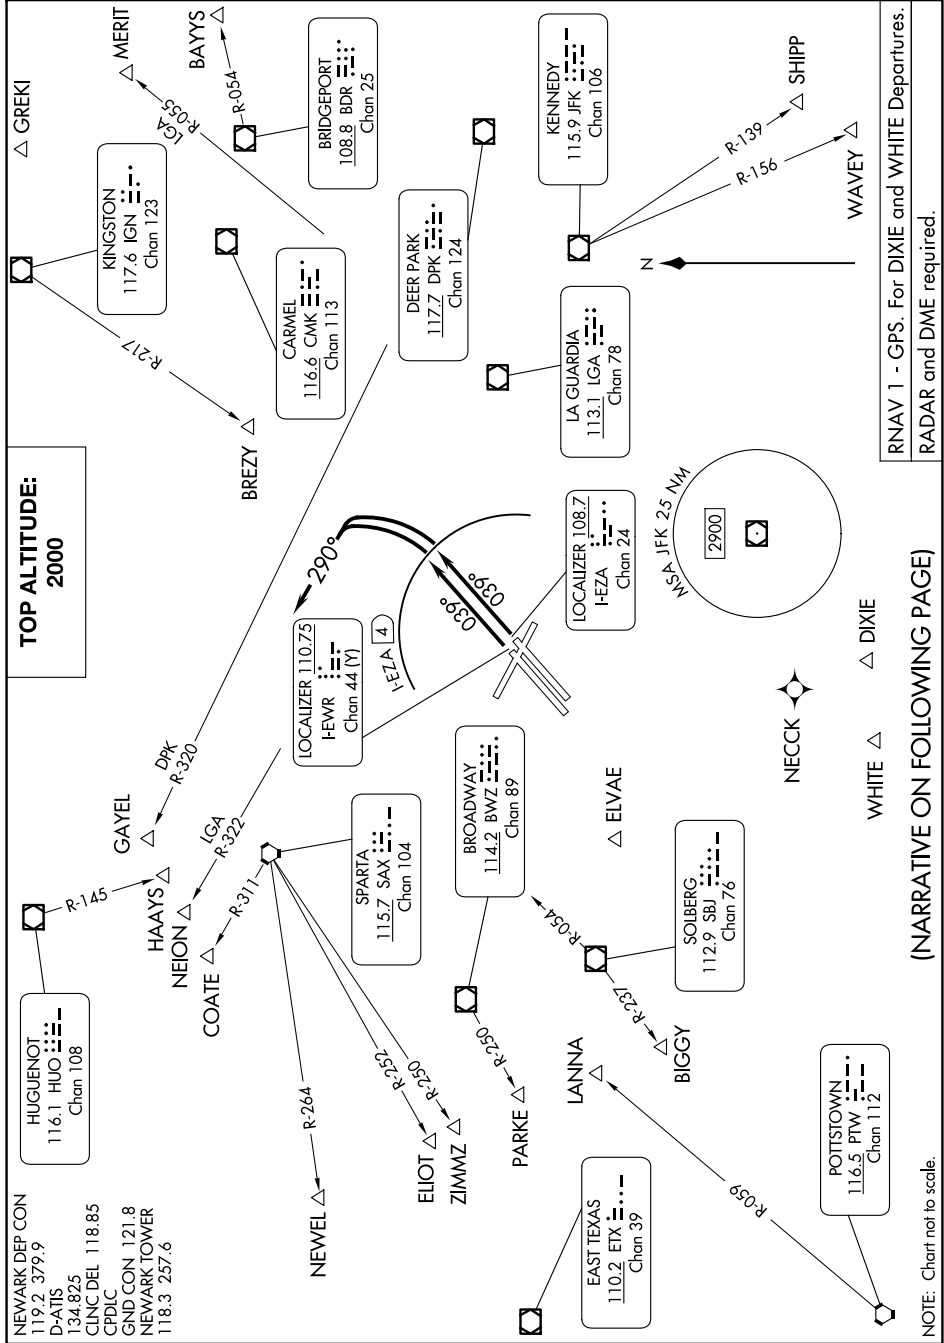 NEWARK DEP CON
119.2 379.9
D-ATIS
134.825
CLNC DEL 118.85
CPDLC
GND CON 121.8
NEWARK TOWER
118.3 257.6
TOP ALTITUDE:
2000
HUGUENOT
116.1 HUO
Chan 108
R-145
HAAYS
GAYEL
DPK
R-320
NEION
LGA
R-322
COATE
R-311
KINGSTON
117.6 IGN
Chan 123
R-217
BREZY
GREKI
MERIT
LGA
R-055
BAYYS
R-054
CARMEL
116.6 CMK
Chan 113
BRIDGEPORT
108.8 BDR
Chan 25
NEWEL
R-264
SPARTA
115.7 SAX
Chan 104
LOCALIZER 110.75
I-EWR
Chan 44 (Y)
290°
I-EZA
4
039°
039°
DEER PARK
117.7 DPK
Chan 124
ELIOT
R-252
ZIMMZ
R-250
BROADWAY
114.2 BWZ
Chan 89
PARKE
R-250
LOCALIZER 108.7
I-EZA
Chan 24
LA GUARDIA
113.1 LGA
Chan 78
KENNEDY
115.9 JFK
Chan 106
N
R-139
SHIPP
R-156
WAVEY
EAST TEXAS
110.2 ETX
Chan 39
LANNA
R-054
R-237
BIGGY
SOLBERG
112.9 SBJ
Chan 76
ELVAE
MSA JFK 25 NM
2900
R-059
POTTSTOWN
116.5 PTW
Chan 112
NECCK
WHITE
DIXIE
RNAV 1 - GPS. For DIXIE and WHITE Departures.
RADAR and DME required.
NOTE: Chart not to scale.
(NARRATIVE ON FOLLOWING PAGE)